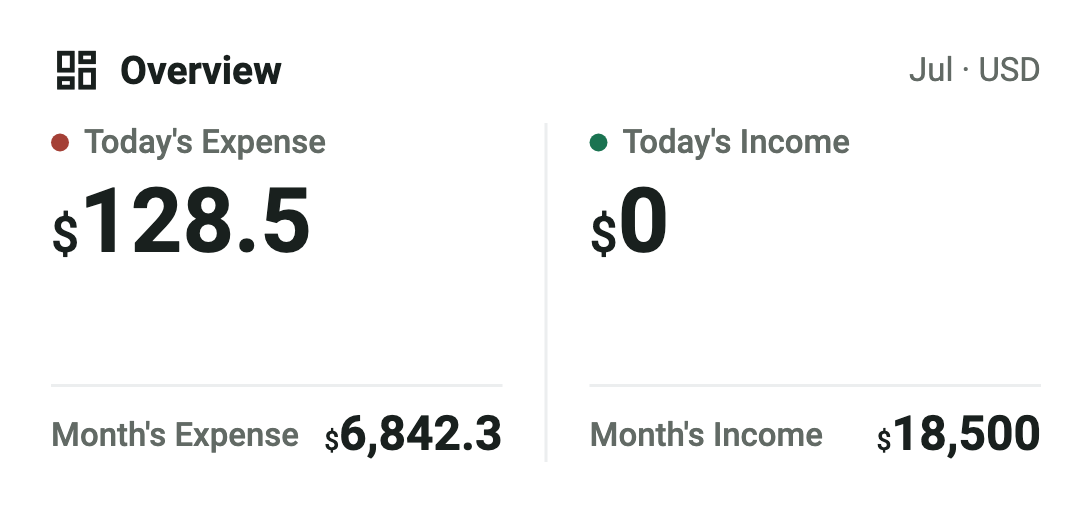 Overview
Jul · USD
Today's Expense
$128.5
Month's Expense $6,842.3
Today's Income
$0
Month's Income $18,500